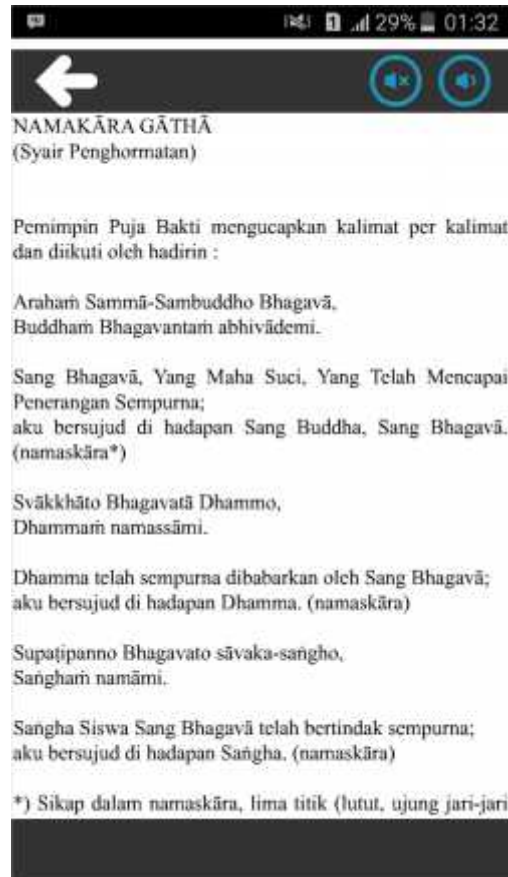 29% 01:32
NAMAKĀRA GĀTHĀ
(Syair Penghormatan)
Pemimpin Puja Bakti mengucapkan kalimat per kalimat
dan diikuti oleh hadirin :
Arahaṁ Sammā-Sambuddho Bhagavā,
Buddhaṁ Bhagavantaṁ abhivādemi.
Sang Bhagavā, Yang Maha Suci, Yang Telah Mencapai
Penerangan Sempurna;
aku bersujud di hadapan Sang Buddha, Sang Bhagavā.
(namaskāra*)
Svākkhāto Bhagavatā Dhammo,
Dhammaṁ namassāmi.
Dhamma telah sempurna dibabarkan oleh Sang Bhagavā;
aku bersujud di hadapan Dhamma. (namaskāra)
Supaṭipanno Bhagavato sāvaka-saṅgho,
Saṅghaṁ namāmi.
Saṅgha Siswa Sang Bhagavā telah bertindak sempurna;
aku bersujud di hadapan Saṅgha. (namaskāra)
*) Sikap dalam namaskāra, lima titik (lutut, ujung jari-jari